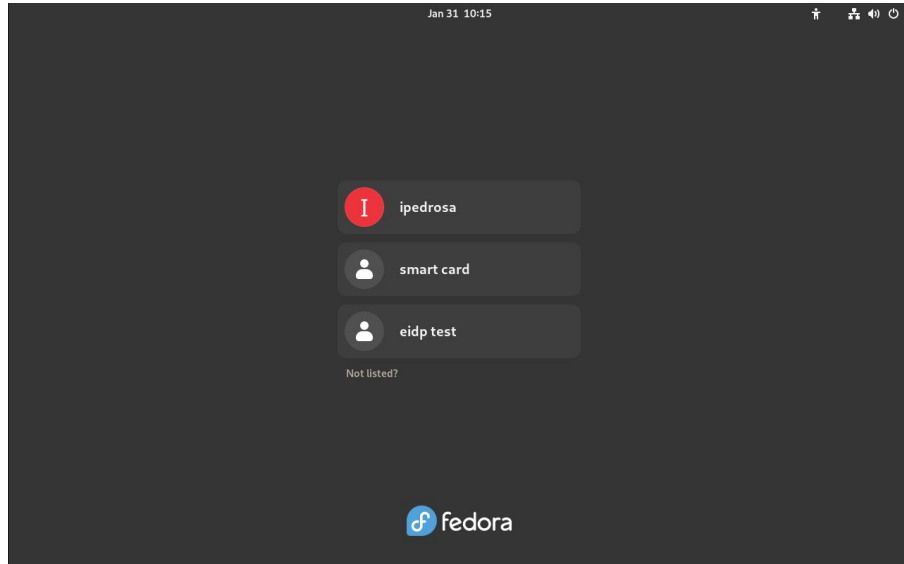 Jan 31 10:15
I
ipedrosa
smart card
eidp test
Not listed?
fedora